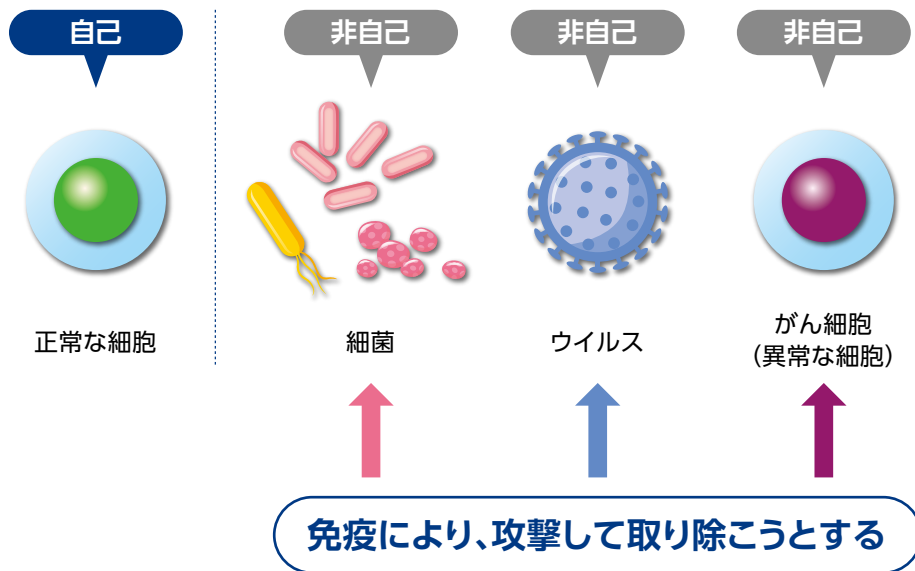 自己
非自己
非自己
非自己
正常な細胞
細菌
ウイルス
がん細胞
(異常な細胞)
免疫により、攻撃して取り除こうとする